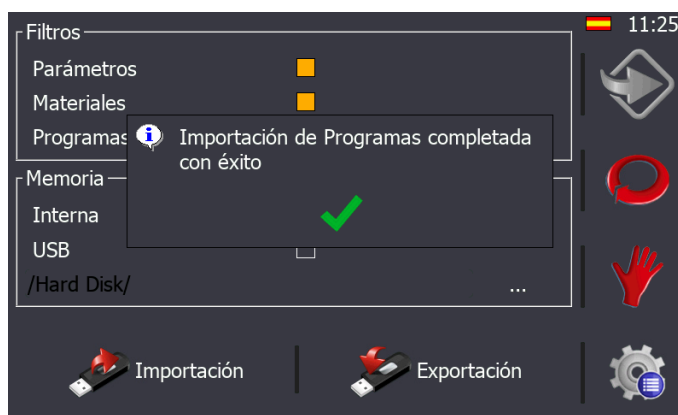 Filtros
11:25
Parámetros
Materiales
Programas
Importación de Programas completada
con éxito
Memoria
Interna
USB
/Hard Disk/
...
Importación
Exportación